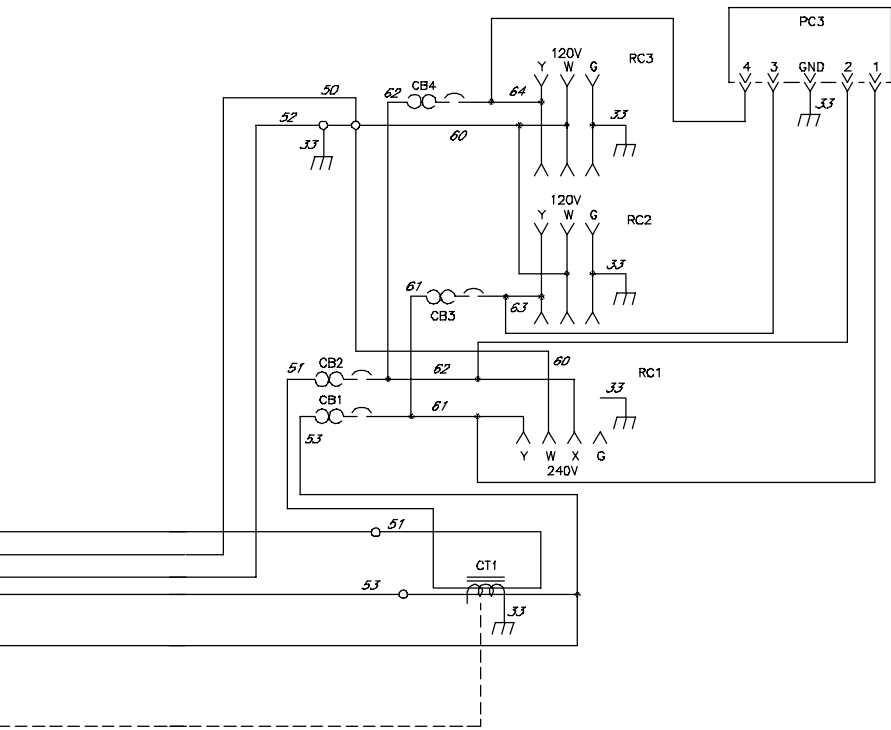 PC3
120V
RC3
Y W G
4 3 GND 2 1
50
62 CB4
64
33
33
52
60
33
120V
Y W G
RC2
33
61
CB3
63
51 CB2
62
60
RC1
33
CB1
61
53
Y W X G
240V
51
CT1
53
33